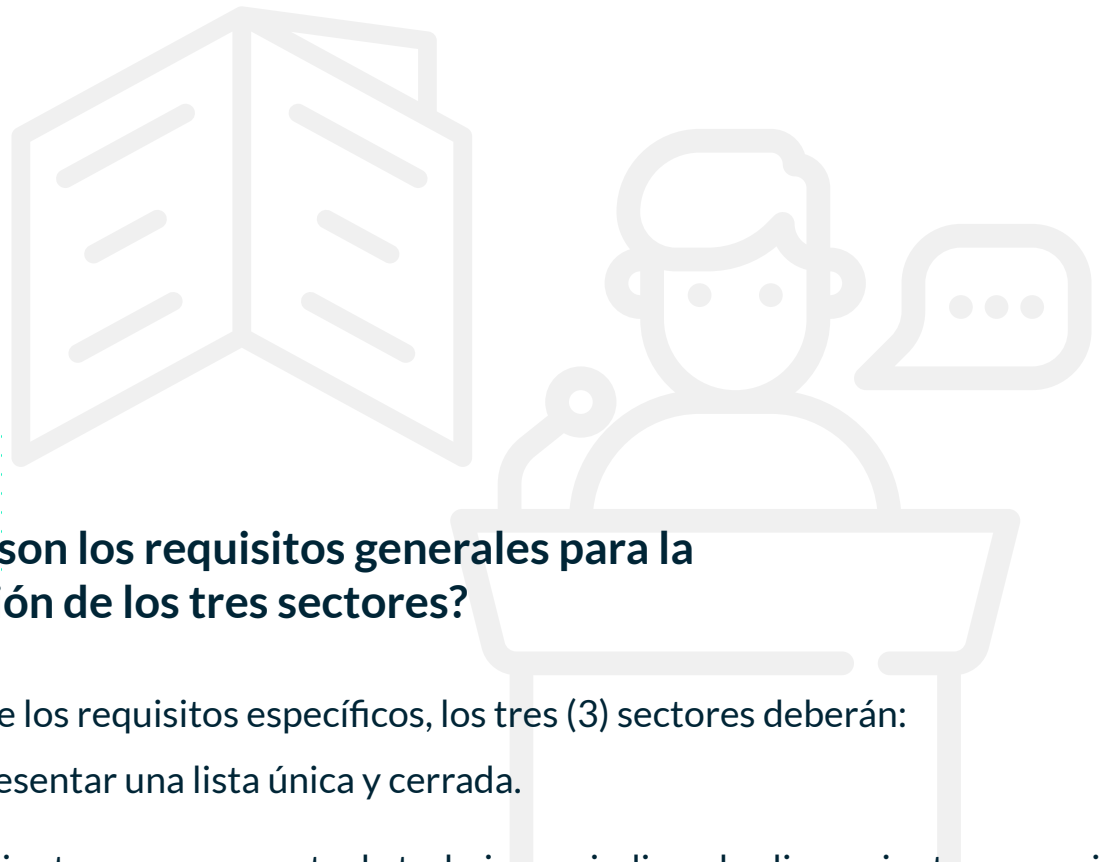 son los requisitos generales para la
ón de los tres sectores?
e los requisitos específicos, los tres (3) sectores deberán:
esentar una lista única y cerrada.